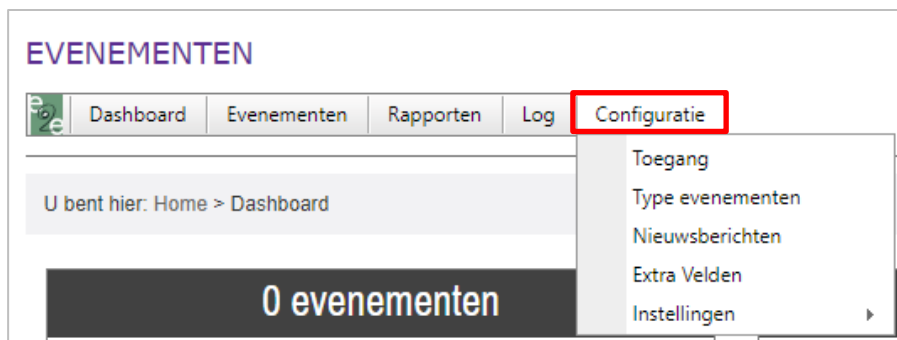 EVENEMENTEN
e2e Dashboard Evenementen Rapporten Log Configuratie
Toegang
Type evenementen
Nieuwsberichten
Extra Velden
Instellingen
U bent hier: Home > Dashboard
0 evenementen